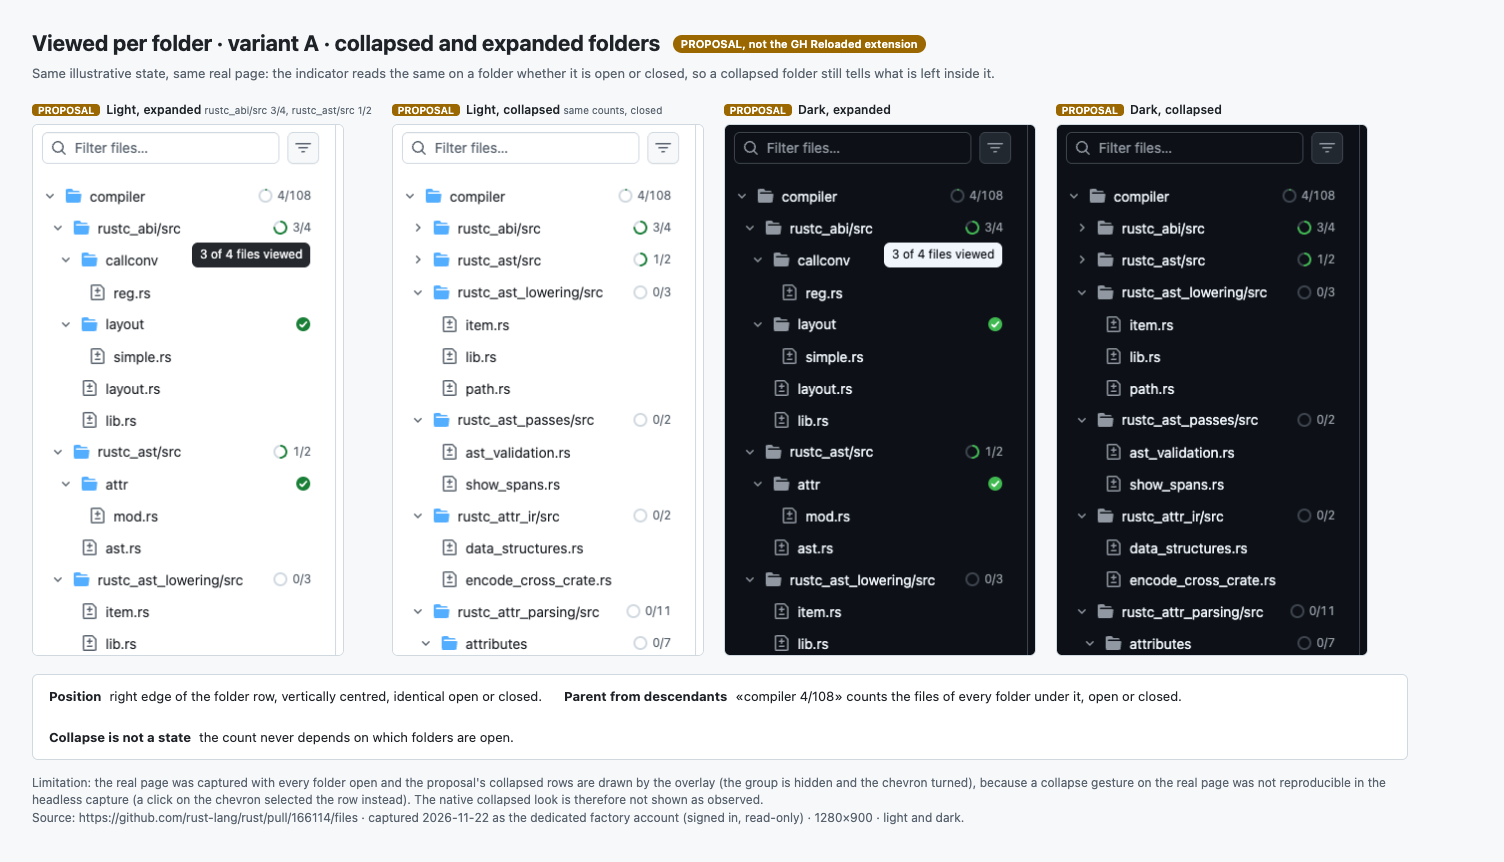 Viewed per folder · variant A · collapsed and expanded folders PROPOSAL, not the GH Reloaded extension
Same illustrative state, same real page: the indicator reads the same on a folder whether it is open or closed, so a collapsed folder still tells what is left inside it.
PROPOSAL Light, expanded rustc_abi/src 3/4, rustc_ast/src 1/2
Filter files...
compiler 4/108
rustc_abi/src 3/4
3 of 4 files viewed
callconv
reg.rs
layout
simple.rs
layout.rs
lib.rs
rustc_ast/src 1/2
attr
mod.rs
ast.rs
rustc_ast_lowering/src 0/3
item.rs
lib.rs
PROPOSAL Light, collapsed same counts, closed
Filter files...
compiler 4/108
rustc_abi/src 3/4
rustc_ast/src 1/2
rustc_ast_lowering/src 0/3
item.rs
lib.rs
path.rs
rustc_ast_passes/src 0/2
ast_validation.rs
show_spans.rs
rustc_attr_ir/src 0/2
data_structures.rs
encode_cross_crate.rs
rustc_attr_parsing/src 0/11
attributes 0/7
PROPOSAL Dark, expanded
Filter files...
compiler 4/108
rustc_abi/src 3/4
3 of 4 files viewed
callconv
reg.rs
layout
simple.rs
layout.rs
lib.rs
rustc_ast/src 1/2
attr
mod.rs
ast.rs
rustc_ast_lowering/src 0/3
item.rs
lib.rs
PROPOSAL Dark, collapsed
Filter files...
compiler 4/108
rustc_abi/src 3/4
rustc_ast/src 1/2
rustc_ast_lowering/src 0/3
item.rs
lib.rs
path.rs
rustc_ast_passes/src 0/2
ast_validation.rs
show_spans.rs
rustc_attr_ir/src 0/2
data_structures.rs
encode_cross_crate.rs
rustc_attr_parsing/src 0/11
attributes 0/7
Position right edge of the folder row, vertically centred, identical open or closed. Parent from descendants «compiler 4/108» counts the files of every folder under it, open or closed.
Collapse is not a state the count never depends on which folders are open.
Limitation: the real page was captured with every folder open and the proposal's collapsed rows are drawn by the overlay (the group is hidden and the chevron turned), because a collapse gesture on the real page was not reproducible in the
headless capture (a click on the chevron selected the row instead). The native collapsed look is therefore not shown as observed.
Source: https://github.com/rust-lang/rust/pull/166114/files · captured 2026-11-22 as the dedicated factory account (signed in, read-only) · 1280×900 · light and dark.